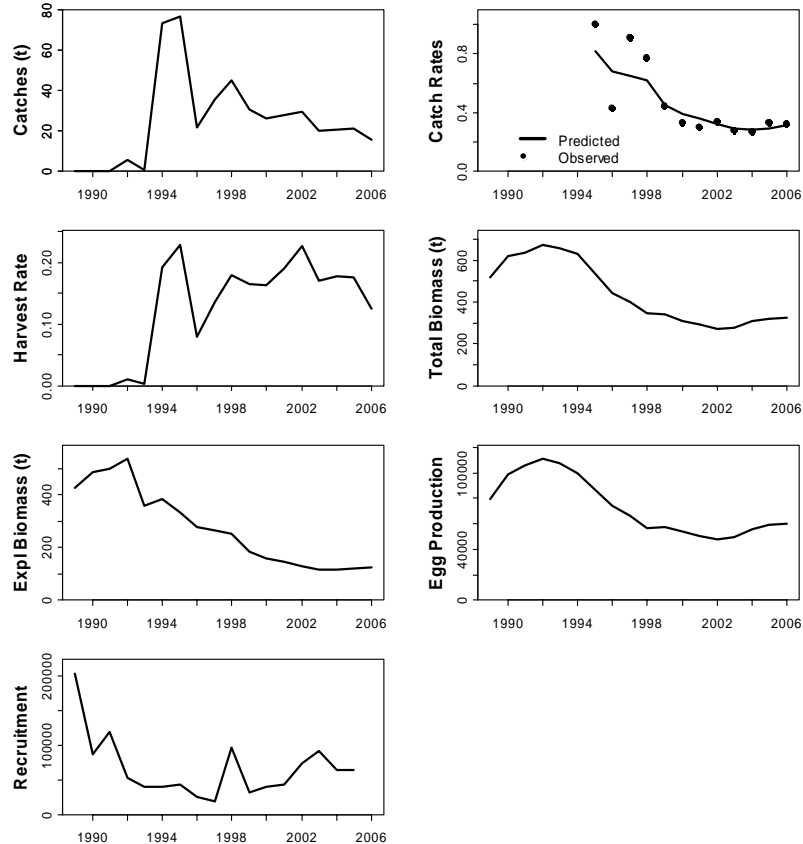 Catches (t)
0 20 40 60 80
1990 1994 1998 2002 2006
Catch Rates
0.0 0.4 0.8
Predicted
Observed
1990 1994 1998 2002 2006
Harvest Rate
0.00 0.10 0.20
1990 1994 1998 2002 2006
Total Biomass (t)
0 200 400 600
1990 1994 1998 2002 2006
Expl Biomass (t)
0 200 400
1990 1994 1998 2002 2006
Egg Production
0 40000 100000
1990 1994 1998 2002 2006
Recruitment
0 100000 200000
1990 1994 1998 2002 2006